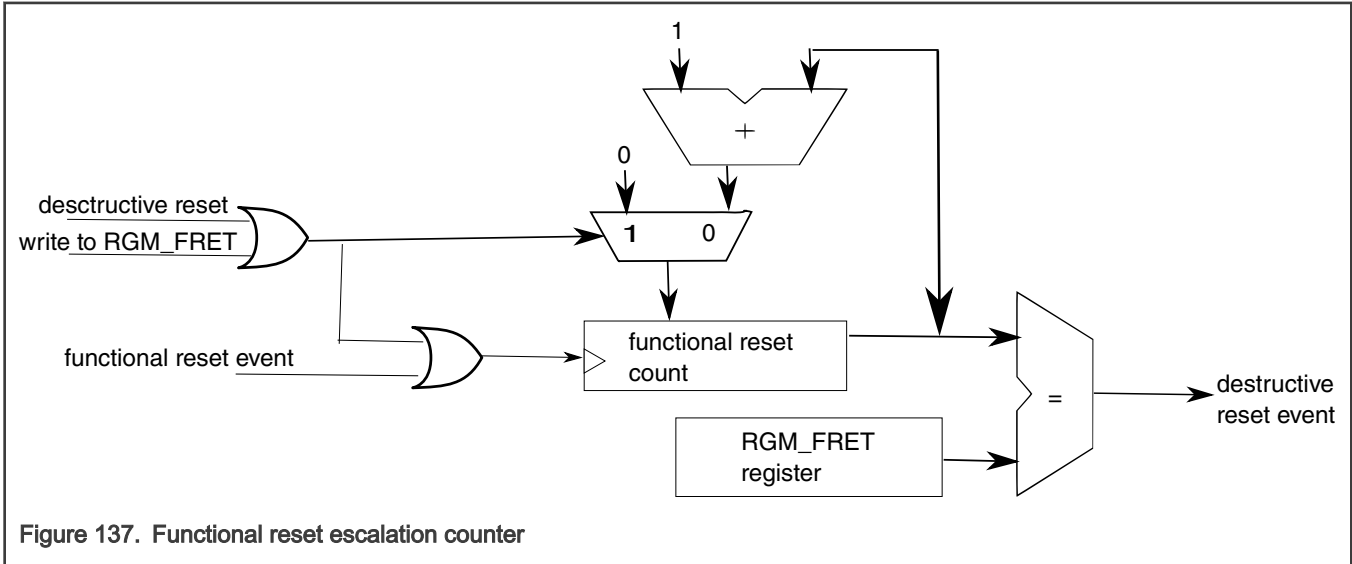 1
+
0
desctructive reset
write to RGM_FRET
1 0
functional reset event
functional reset
count
=
destructive
reset event
RGM_FRET
register
Figure 137. Functional reset escalation counter